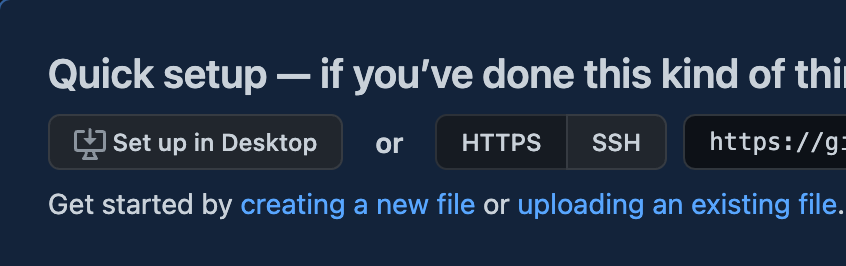 Quick setup — if you’ve done this kind of thi
Set up in Desktop or HTTPS SSH https://gi
Get started by creating a new file or uploading an existing file.